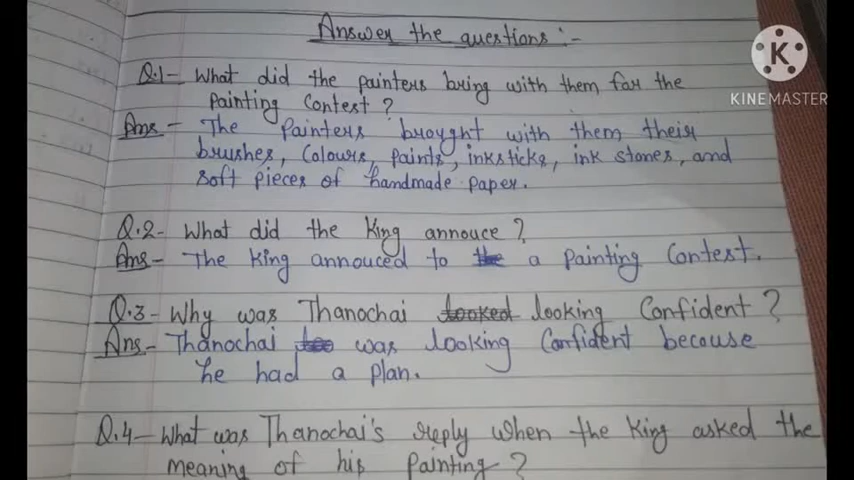 Answer the questions :-
Q.1- What did the painters bring with them for the
painting Contest ?
Ans - The painters brought with them their
brushes, Colours, paints, inksticks, ink stones, and
soft pieces of handmade paper.
Q.2- What did the King annouce ?
Ans- The King annouced to the a painting Contest.
Q.3- Why was Thanochai looked looking Confident ?
Ans- Thanochai was looking Confident because
he had a plan.
Q.4- What was Thanochai's reply when the King asked the
meaning of his painting ?
K
KINEMASTER